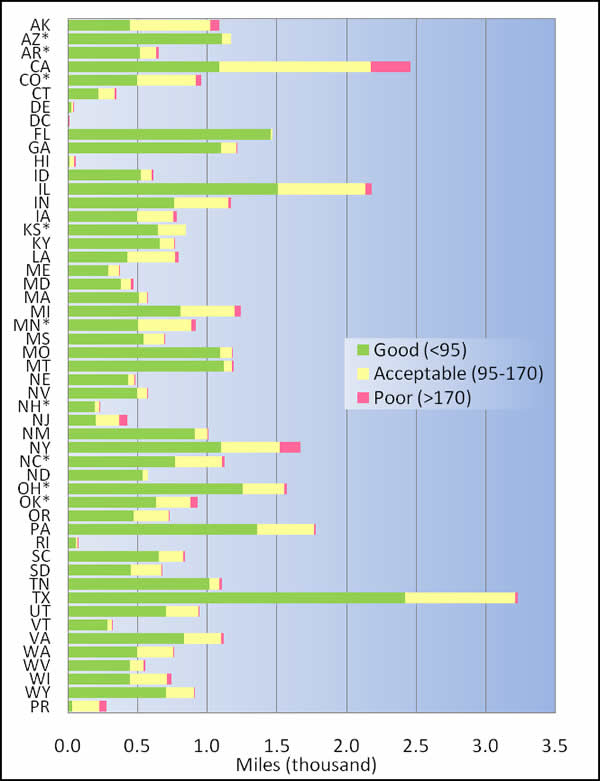 AK
AZ*
AR*
CA
CO*
CT
DE
DC
FL
GA
HI
ID
IL
IN
IA
KS*
KY
LA
ME
MD
MA
MI
MN*
MS
MO
MT
NE
NV
NH*
NJ
NM
NY
NC*
ND
OH*
OK*
OR
PA
RI
SC
SD
TN
TX
UT
VT
VA
WA
WV
WI
WY
PR
Good (<95)
Acceptable (95-170)
Poor (>170)
0.0 0.5 1.0 1.5 2.0 2.5 3.0 3.5
Miles (thousand)